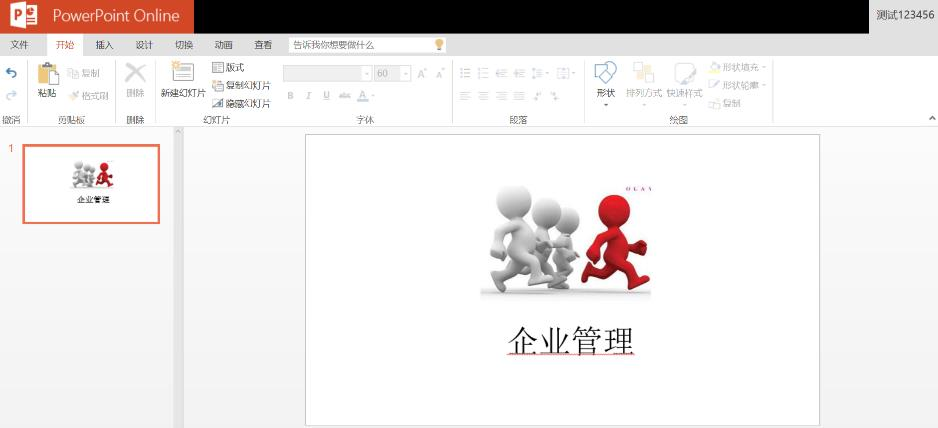 PowerPoint Online
测试123456
文件 开始 插入 设计 切换 动画 查看 告诉我你想要做什么
撤消
粘贴 复制 格式刷
剪贴板
删除
删除
新建幻灯片 版式 复制幻灯片 隐藏幻灯片
幻灯片
60
B I U abc A
字体
段落
形状 排列方式 快速样式 形状填充 形状轮廓 复制
绘图
1
企业管理
企业管理